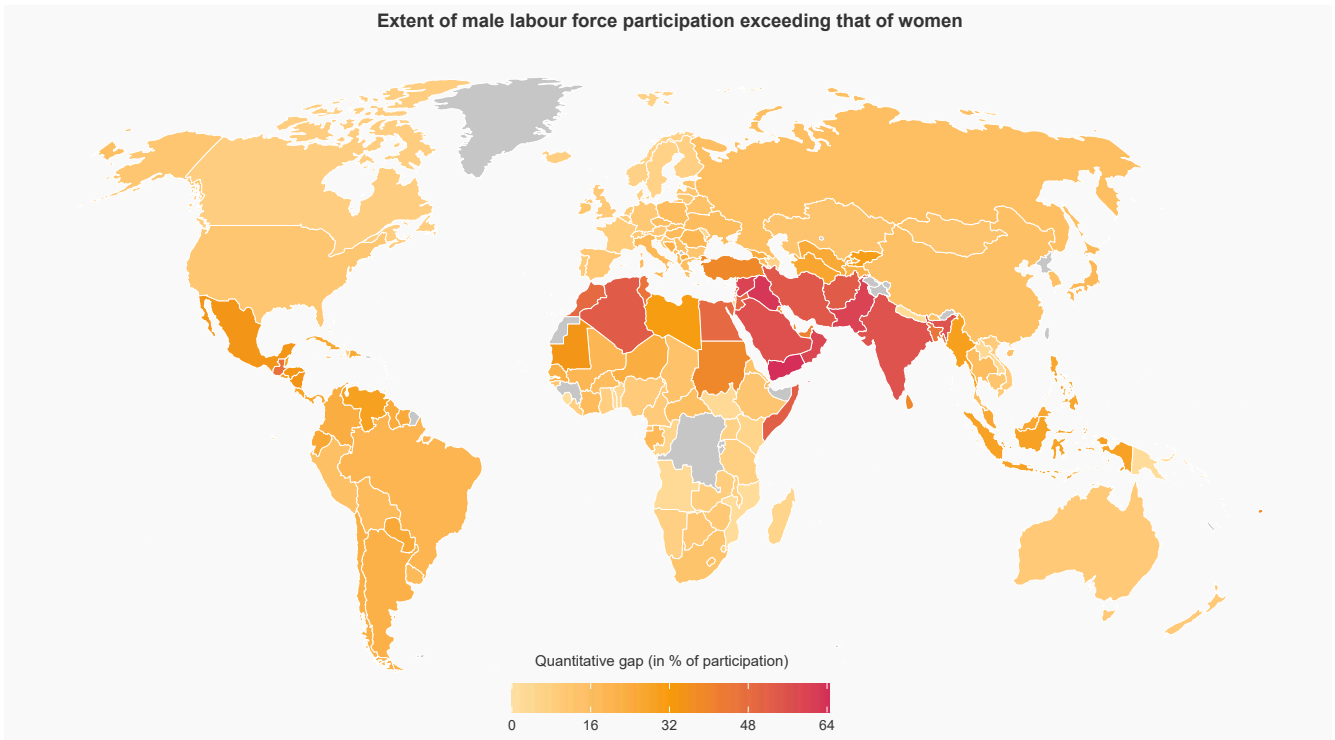 Extent of male labour force participation exceeding that of women
Quantitative gap (in % of participation)
0 16 32 48 64